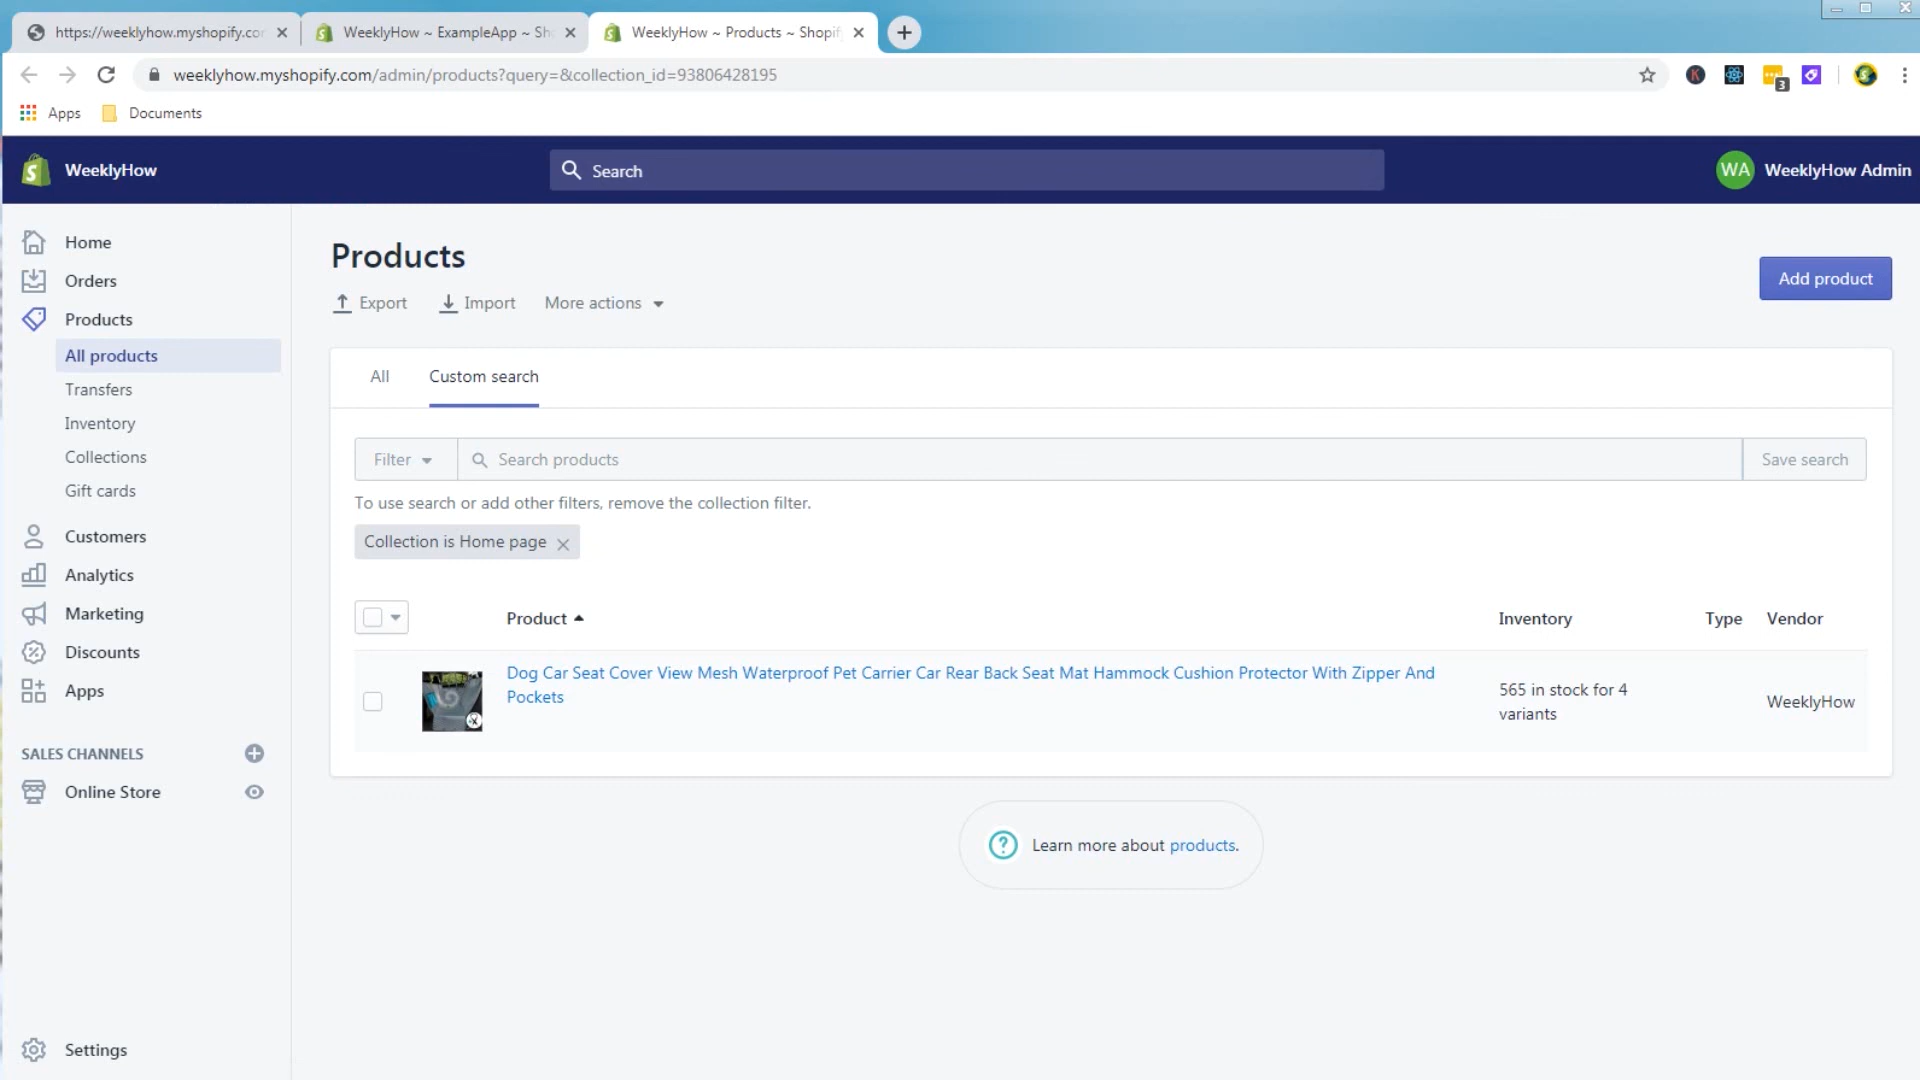 https://weeklyhow.myshopify.co
WeeklyHow ~ ExampleApp ~ Sh
WeeklyHow ~ Products ~ Shopif
weeklyhow.myshopify.com/admin/products?query=&collection_id=93806428195
K
3
S
Apps
Documents
WeeklyHow
Search
WA
WeeklyHow Admin
Home
Orders
Products
All products
Transfers
Inventory
Collections
Gift cards
Customers
Analytics
Marketing
Discounts
Apps
SALES CHANNELS
Online Store
Settings
Products
Export
Import
More actions
Add product
All
Custom search
Filter
Search products
Save search
To use search or add other filters, remove the collection filter.
Collection is Home page
Product
Inventory
Type
Vendor
Dog Car Seat Cover View Mesh Waterproof Pet Carrier Car Rear Back Seat Mat Hammock Cushion Protector With Zipper And
Pockets
565 in stock for 4
variants
WeeklyHow
Learn more about products.